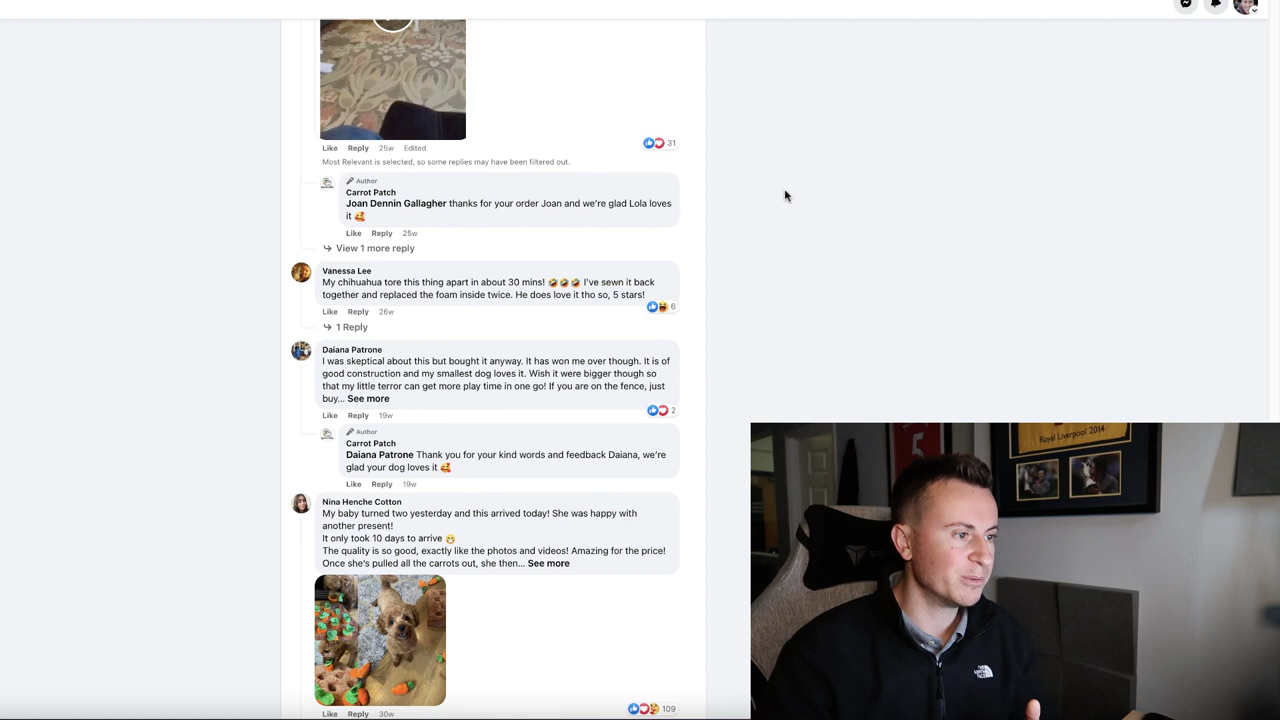 Like Reply 25w Edited
31
Most Relevant is selected, so some replies may have been filtered out.
Author
Carrot Patch
Joan Dennin Gallagher thanks for your order Joan and we're glad Lola loves
it 🥰
Like Reply 25w
View 1 more reply
Vanessa Lee
My chihuahua tore this thing apart in about 30 mins! 🤣🤣🤣 I've sewn it back
together and replaced the foam inside twice. He does love it tho so, 5 stars!
6
Like Reply 26w
1 Reply
Daiana Patrone
I was skeptical about this but bought it anyway. It has won me over though. It is of
good construction and my smallest dog loves it. Wish it were bigger though so
that my little terror can get more play time in one go! If you are on the fence, just
buy... See more
2
Like Reply 19w
Author
Carrot Patch
Daiana Patrone Thank you for your kind words and feedback Daiana, we're
glad your dog loves it 🥰
Like Reply 19w
Nina Henche Cotton
My baby turned two yesterday and this arrived today! She was happy with
another present!
It only took 10 days to arrive 😁
The quality is so good, exactly like the photos and videos! Amazing for the price!
Once she's pulled all the carrots out, she then... See more
109
Like Reply 30w
5
Royal Liverpool 2014
THE
NORTH
FACE